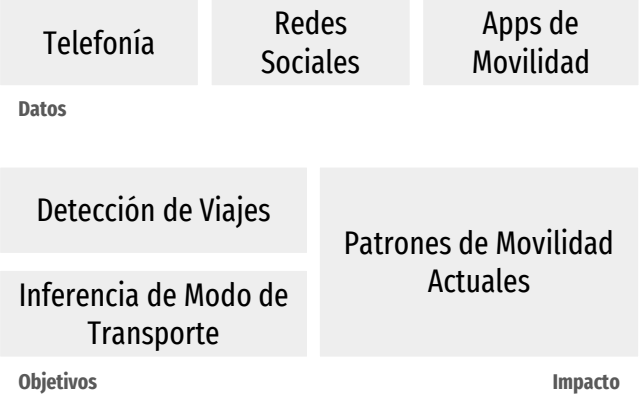 Telefonía
Redes
Sociales
Apps de
Movilidad
Datos
Detección de Viajes
Inferencia de Modo de
Transporte
Patrones de Movilidad
Actuales
Objetivos
Impacto